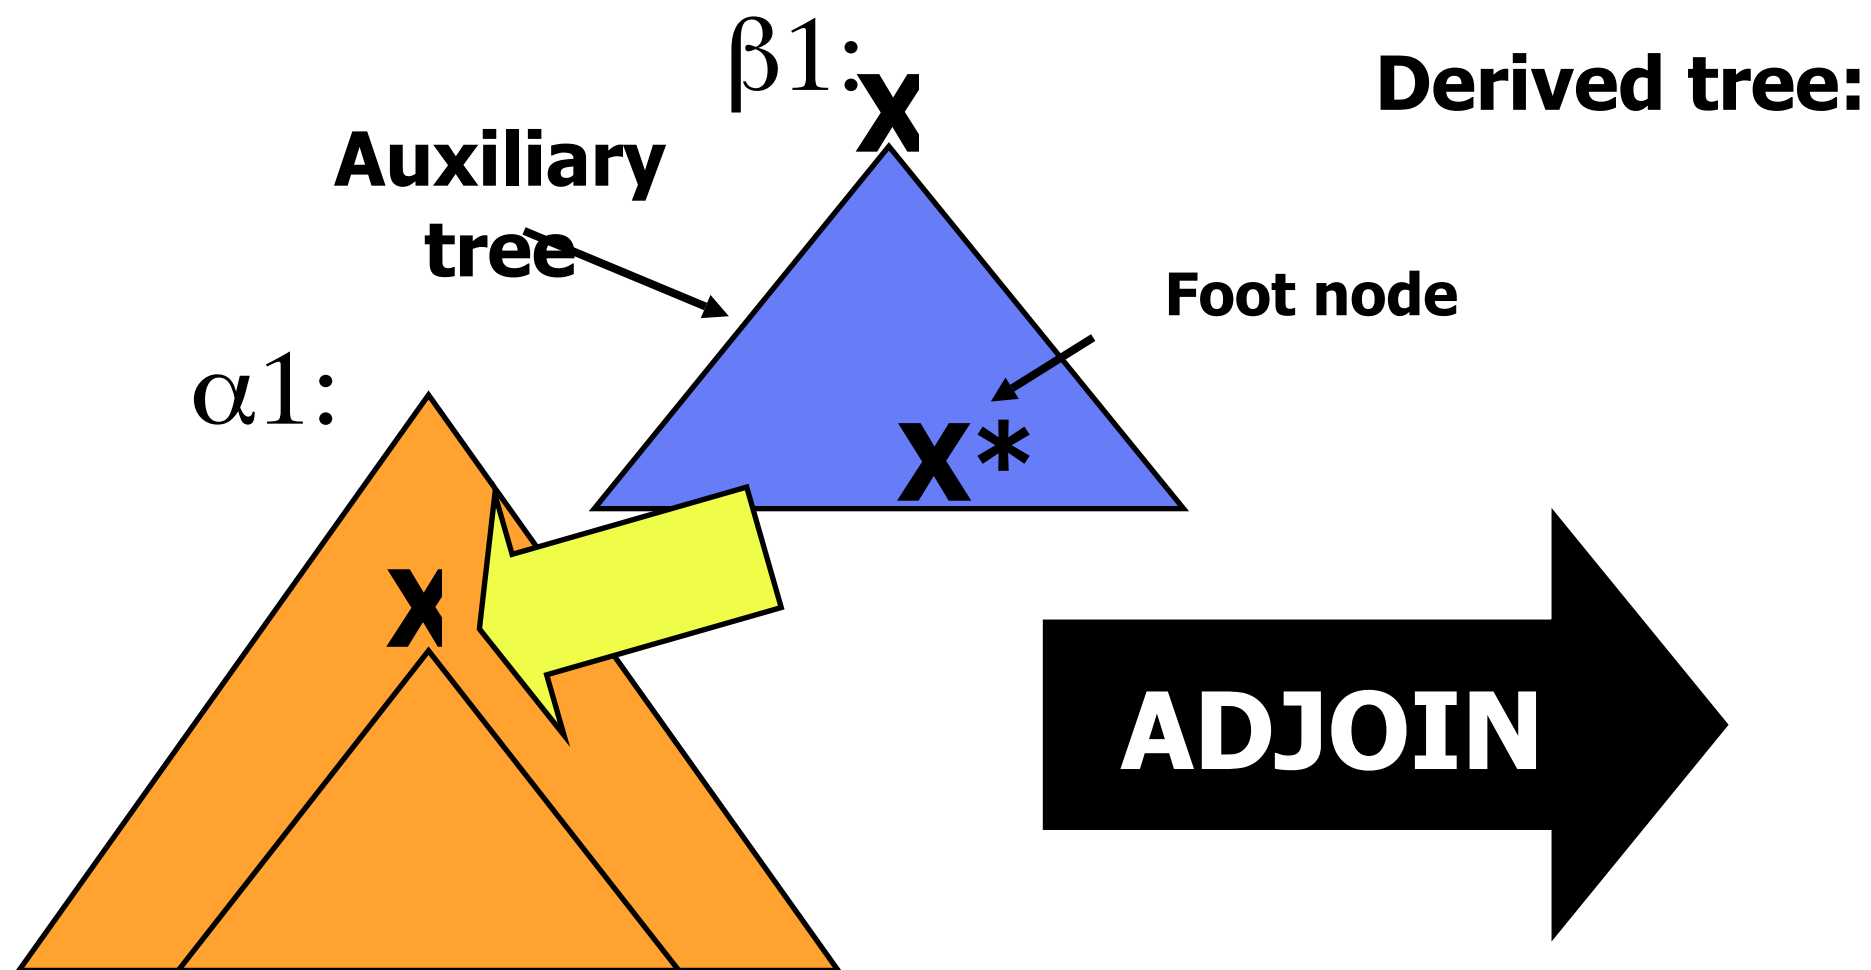 β1:
X
Derived tree:
Auxiliary
tree
Foot node
α1:
X*
X
ADJOIN